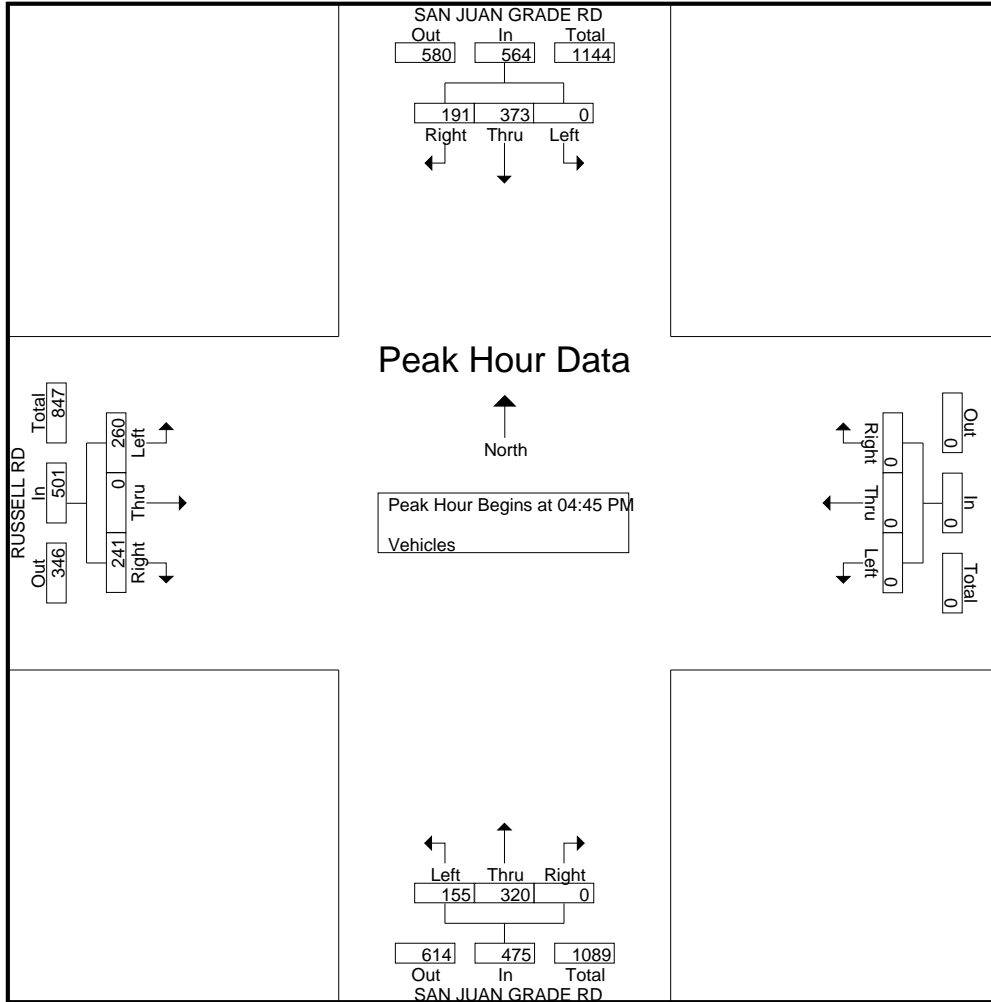 SAN JUAN GRADE RD
Out In Total
580 564 1144
191 373 0
Right Thru Left
Peak Hour Data
North
Peak Hour Begins at 04:45 PM
Vehicles
RUSSELL RD
Out In Total
346 501 847
241 0 260
Right Thru Left
Right Thru Left
0 0 0
Out In Total
0 0 0
Left Thru Right
155 320 0
614 475 1089
Out In Total
SAN JUAN GRADE RD